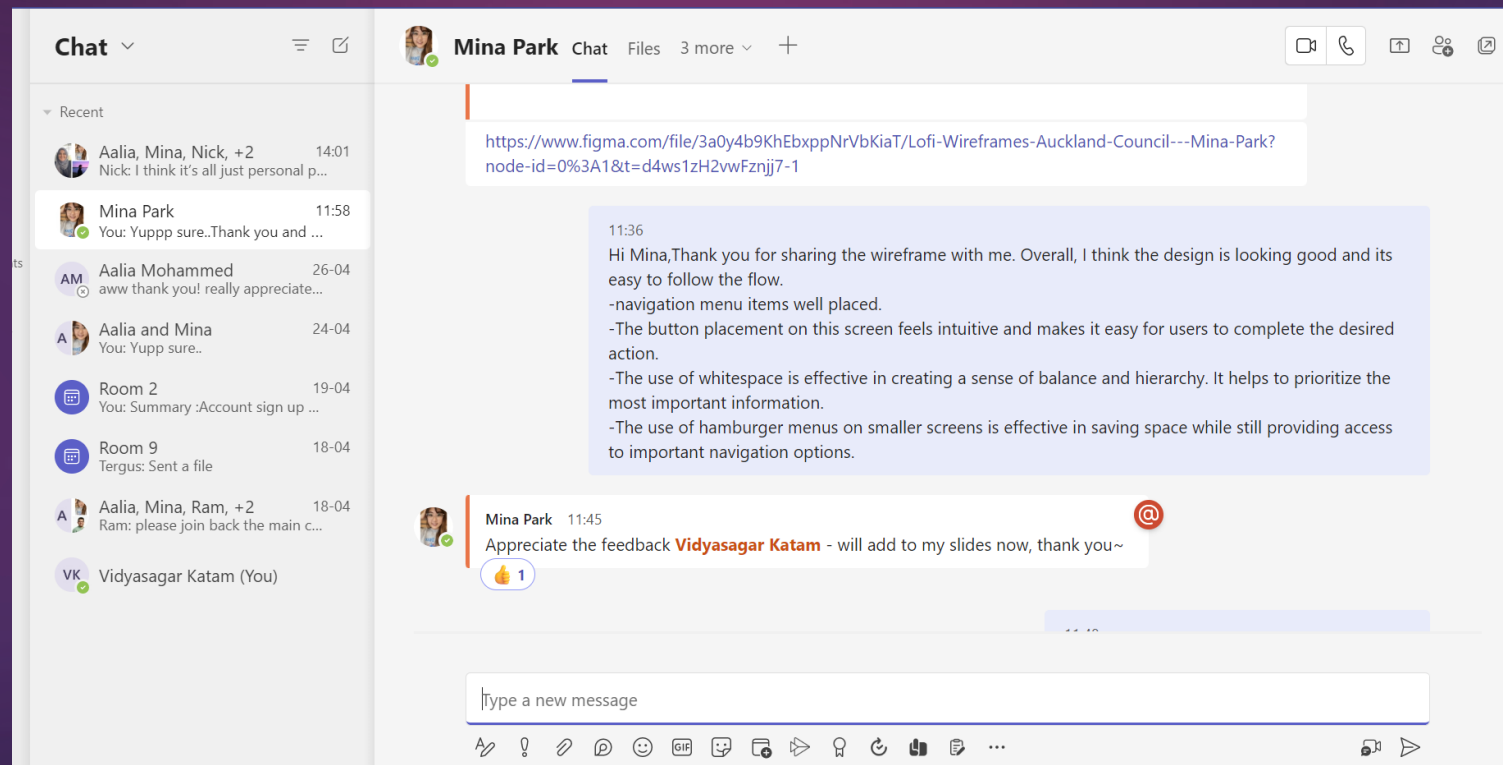 Chat
Recent
Aalia, Mina, Nick, +2 14:01
Nick: I think it's all just personal p...
Mina Park 11:58
You: Yuppp sure..Thank you and ...
ts
AM
Aalia Mohammed 26-04
aww thank you! really appreciate...
A
Aalia and Mina 24-04
You: Yupp sure..
Room 2 19-04
You: Summary :Account sign up ...
Room 9 18-04
Tergus: Sent a file
A
Aalia, Mina, Ram, +2 18-04
Ram: please join back the main c...
VK
Vidyasagar Katam (You)
Mina Park Chat Files 3 more
https://www.figma.com/file/3a0y4b9KhEbxppNrVbKiaT/Lofi-Wireframes-Auckland-Council---Mina-Park?
node-id=0%3A1&t=d4ws1zH2vwFznjj7-1
11:36
Hi Mina,Thank you for sharing the wireframe with me. Overall, I think the design is looking good and its
easy to follow the flow.
-navigation menu items well placed.
-The button placement on this screen feels intuitive and makes it easy for users to complete the desired
action.
-The use of whitespace is effective in creating a sense of balance and hierarchy. It helps to prioritize the
most important information.
-The use of hamburger menus on smaller screens is effective in saving space while still providing access
to important navigation options.
Mina Park 11:45
@
Appreciate the feedback Vidyasagar Katam - will add to my slides now, thank you~
👍 1
Type a new message
GIF